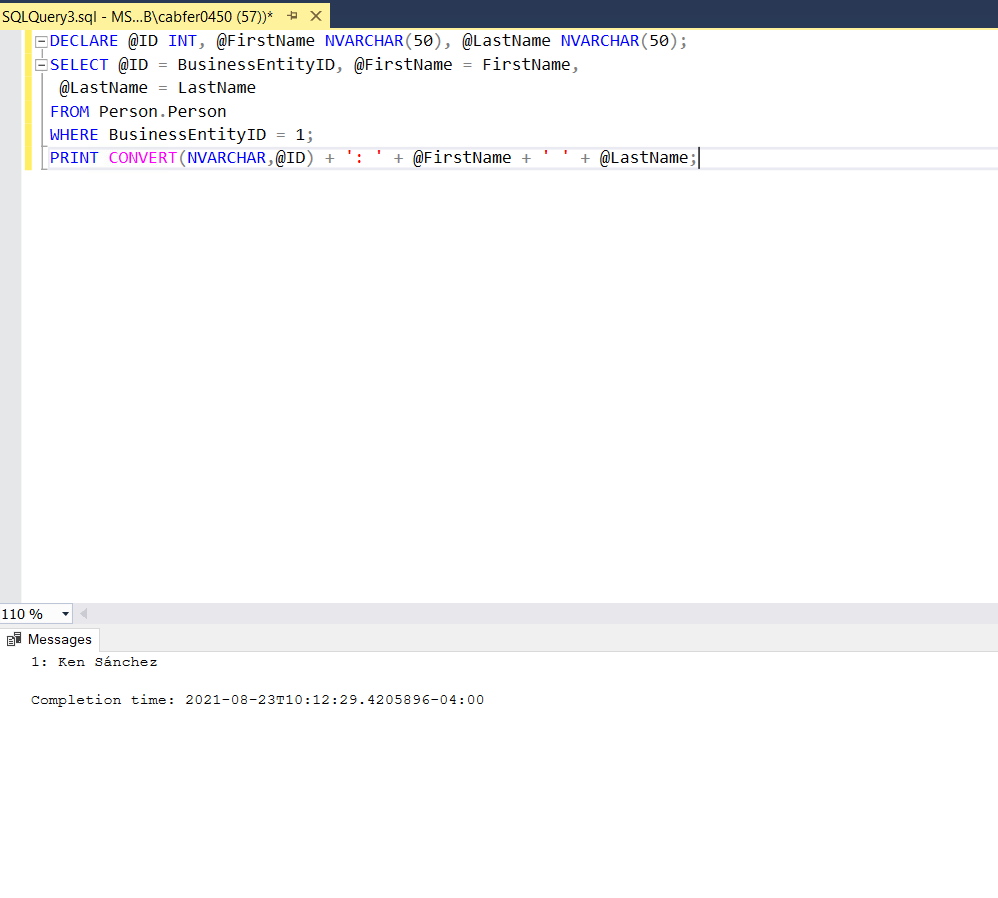 SQLQuery3.sql - MS...B\cabfer0450 (57))*
DECLARE @ID INT, @FirstName NVARCHAR(50), @LastName NVARCHAR(50);
SELECT @ID = BusinessEntityID, @FirstName = FirstName,
@LastName = LastName
FROM Person.Person
WHERE BusinessEntityID = 1;
PRINT CONVERT(NVARCHAR,@ID) + ': ' + @FirstName + ' ' + @LastName;
110 %
Messages
1: Ken Sánchez
Completion time: 2021-08-23T10:12:29.4205896-04:00